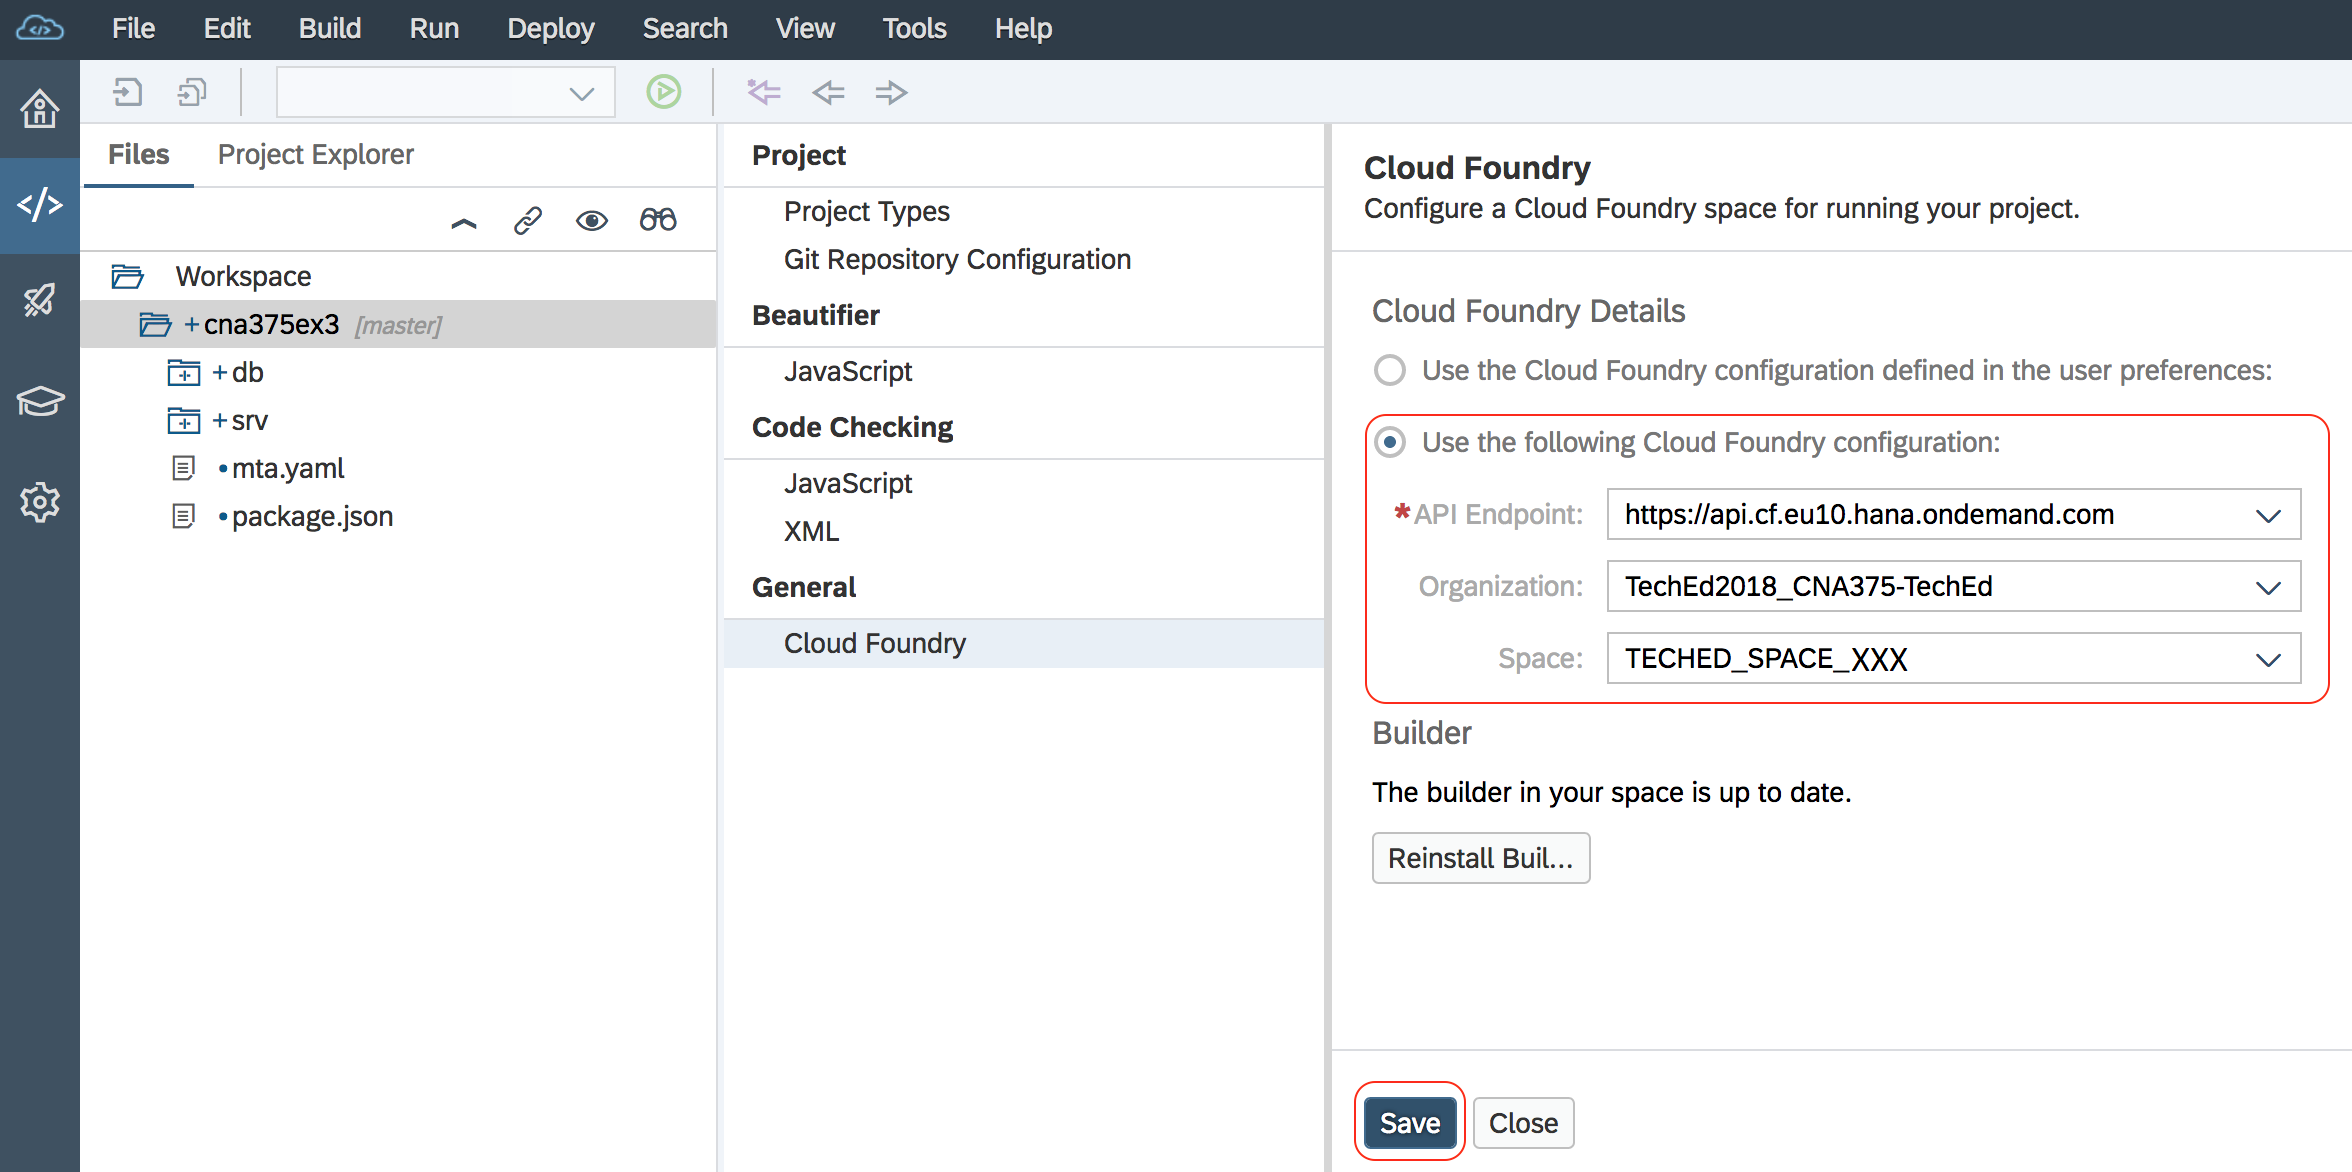 File Edit Build Run Deploy Search View Tools Help
Files Project Explorer
Workspace
+cna375ex3 [master]
+db
+srv
•mta.yaml
•package.json
Project
Project Types
Git Repository Configuration
Beautifier
JavaScript
Code Checking
JavaScript
XML
General
Cloud Foundry
Cloud Foundry
Configure a Cloud Foundry space for running your project.
Cloud Foundry Details
Use the Cloud Foundry configuration defined in the user preferences:
Use the following Cloud Foundry configuration:
*API Endpoint: https://api.cf.eu10.hana.ondemand.com
Organization: TechEd2018_CNA375-TechEd
Space: TECHED_SPACE_XXX
Builder
The builder in your space is up to date.
Reinstall Buil...
Save Close